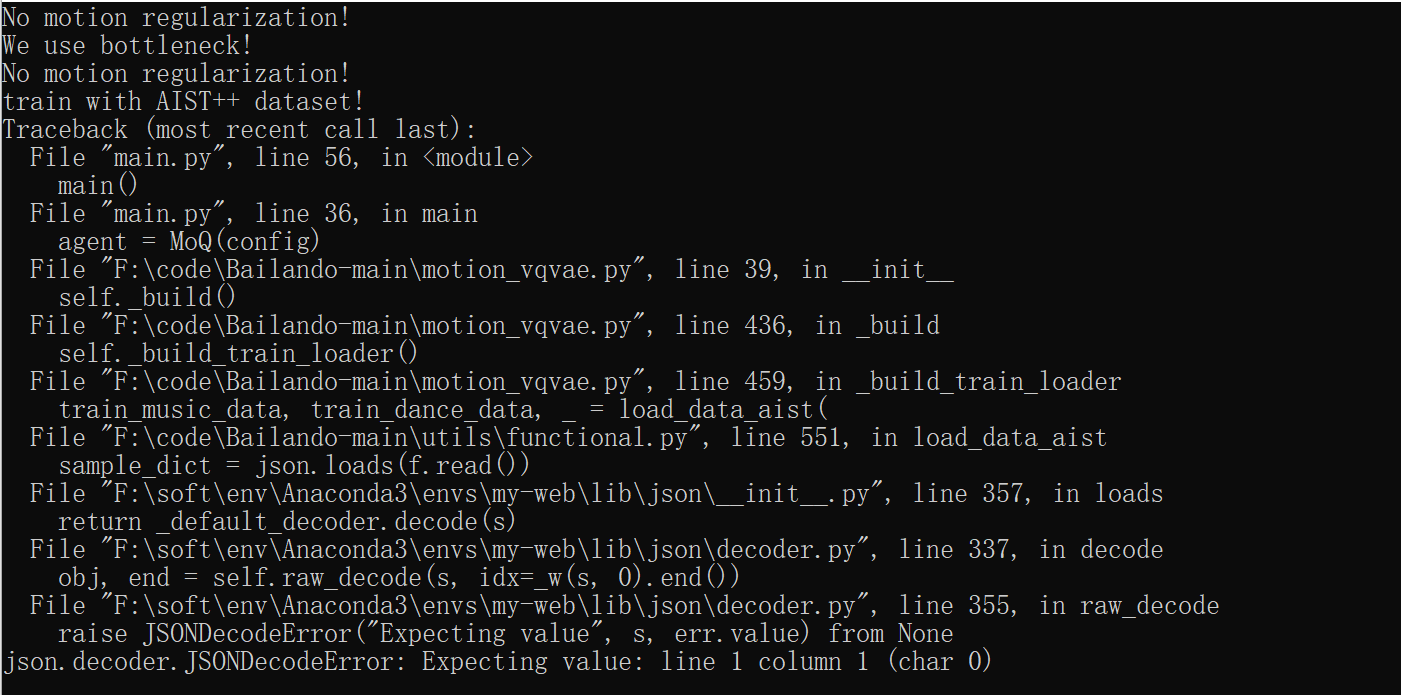 No motion regularization!
We use bottleneck!
No motion regularization!
train with AIST++ dataset!
Traceback (most recent call last):
  File "main.py", line 56, in <module>
    main()
  File "main.py", line 36, in main
    agent = MoQ(config)
  File "F:\code\Bailando-main\motion_vqvae.py", line 39, in __init__
    self._build()
  File "F:\code\Bailando-main\motion_vqvae.py", line 436, in _build
    self._build_train_loader()
  File "F:\code\Bailando-main\motion_vqvae.py", line 459, in _build_train_loader
    train_music_data, train_dance_data, _ = load_data_aist(
  File "F:\code\Bailando-main\utils\functional.py", line 551, in load_data_aist
    sample_dict = json.loads(f.read())
  File "F:\soft\env\Anaconda3\envs\my-web\lib\json\__init__.py", line 357, in loads
    return _default_decoder.decode(s)
  File "F:\soft\env\Anaconda3\envs\my-web\lib\json\decoder.py", line 337, in decode
    obj, end = self.raw_decode(s, idx=_w(s, 0).end())
  File "F:\soft\env\Anaconda3\envs\my-web\lib\json\decoder.py", line 355, in raw_decode
    raise JSONDecodeError("Expecting value", s, err.value) from None
json.decoder.JSONDecodeError: Expecting value: line 1 column 1 (char 0)